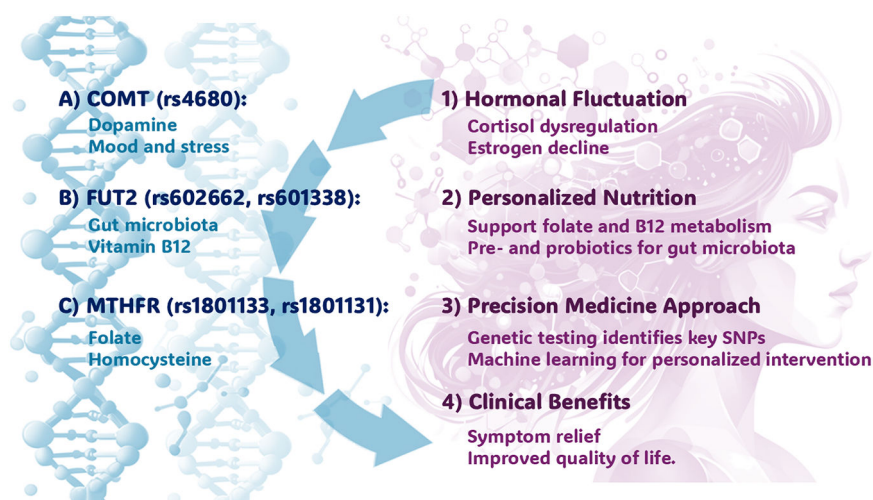 A) COMT (rs4680):
Dopamine
Mood and stress
B) FUT2 (rs602662, rs601338):
Gut microbiota
Vitamin B12
C) MTHFR (rs1801133, rs1801131):
Folate
Homocysteine
1) Hormonal Fluctuation
Cortisol dysregulation
Estrogen decline
2) Personalized Nutrition
Support folate and B12 metabolism
Pre- and probiotics for gut microbiota
3) Precision Medicine Approach
Genetic testing identifies key SNPs
Machine learning for personalized intervention
4) Clinical Benefits
Symptom relief
Improved quality of life.